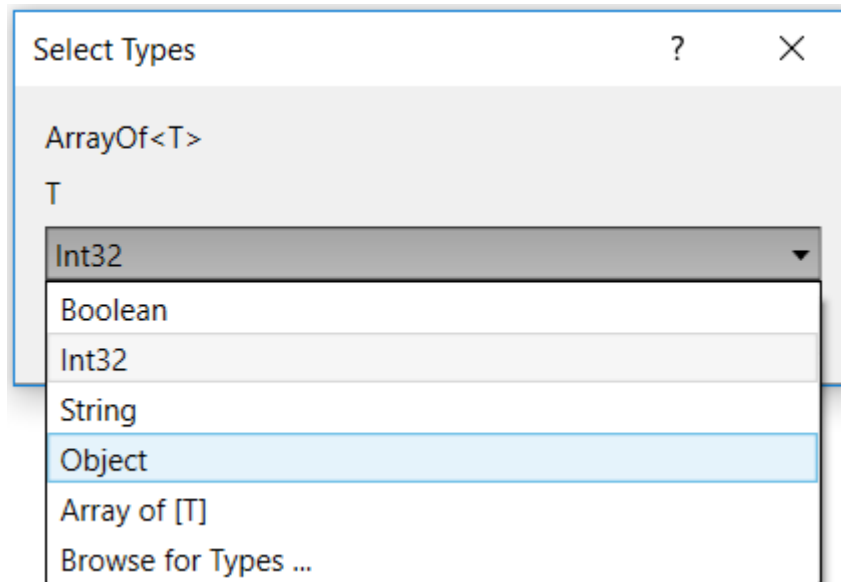 Select Types ?
ArrayOf<T>
T
Int32
Boolean
Int32
String
Object
Array of [T]
Browse for Types ...